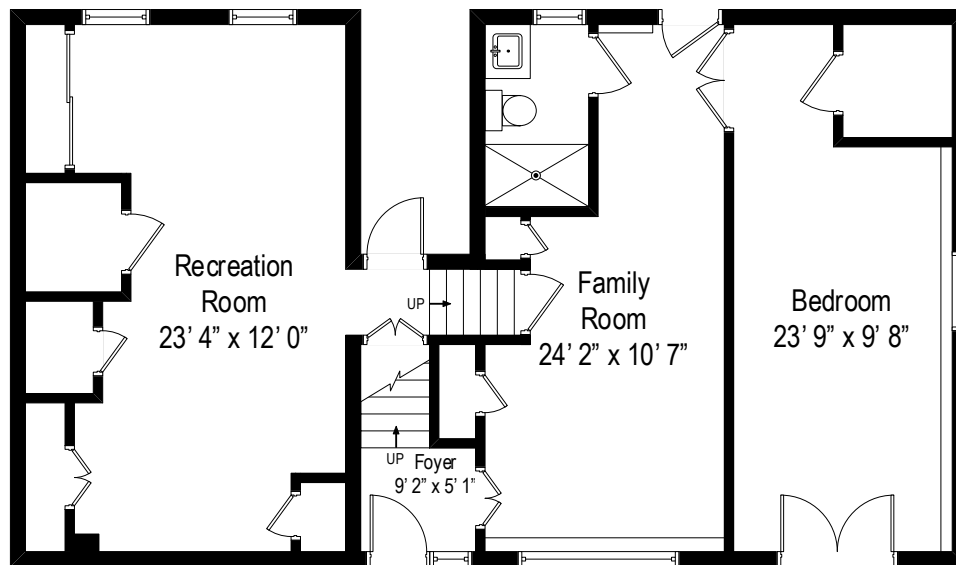 Recreation
Room
23' 4" x 12' 0"
UP
Family
Room
24' 2" x 10' 7"
Bedroom
23' 9" x 9' 8"
UP
Foyer
9' 2" x 5' 1"